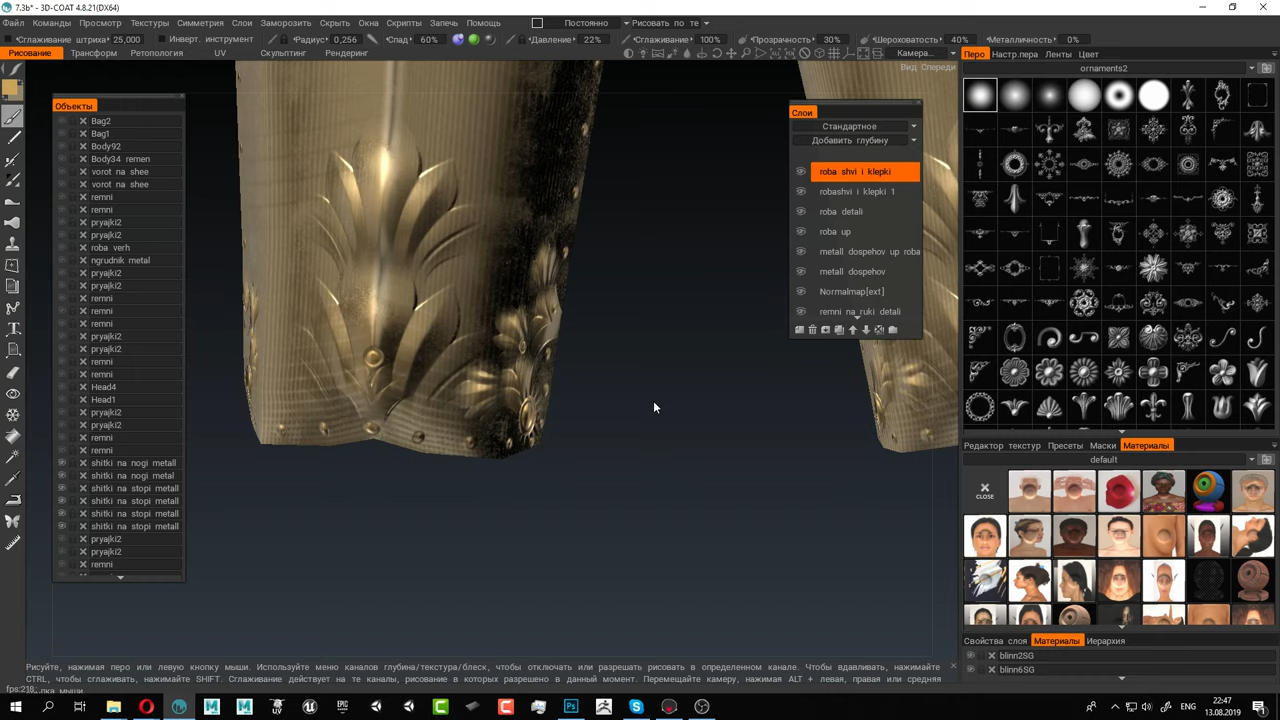 7.3b* - 3D-COAT 4.8.21(DX64)
Файл Команды Просмотр Текстуры Симметрия Слои Заморозить Скрыть Окна Скрипты Запечь Помощь Постоянно Рисовать по те
Сглаживание штриха: 25,000 Инверт. инструмент Радиус: 0,256 Спад: 60% Давление: 22% Сглаживание: 100% Прозрачность: 30% Шероховатость: 40% Металличность: 0%
Рисование Трансформ Ретопология UV Скульптинг Рендеринг Камера...
Вид Спереди
Перо Настр.пера Ленты Цвет
ornaments2
Объекты
Bag2
Bag1
Body92
Body34 remen
vorot na shee
vorot na shee
remni
remni
pryajki2
pryajki2
roba verh
ngrudnik metal
pryajki2
pryajki2
remni
remni
remni
pryajki2
pryajki2
remni
remni
Head4
Head1
pryajki2
pryajki2
remni
remni
shitki na nogi metall
shitki na nogi metal
shitki na stopi metall
shitki na stopi metall
shitki na stopi metall
shitki na stopi metall
pryajki2
pryajki2
remni
Слои
Стандартное
Добавить глубину
roba shvi i klepki
robashvi i klepki 1
roba detali
roba up
metall dospehov up roba
metall dospehov
Normalmap[ext]
remni na ruki detali
Редактор текстур Пресеты Маски Материалы
default
CLOSE
Свойства слоя Материалы Иерархия
blinn2SG
blinn6SG
Рисуйте, нажимая перо или левую кнопку мыши. Используйте меню каналов глубина/текстура/блеск, чтобы отключать или разрешать рисовать в определенном канале. Чтобы вдавливать, нажимайте
CTRL, чтобы сглаживать, нажимайте SHIFT. Сглаживание действует на те каналы, рисование в которых разрешено в данный момент. Перемещайте камеру, нажимая ALT + левая, правая или средняя
кнопка мыши
EPIC
Ps
ENG
22:47
13.08.2019